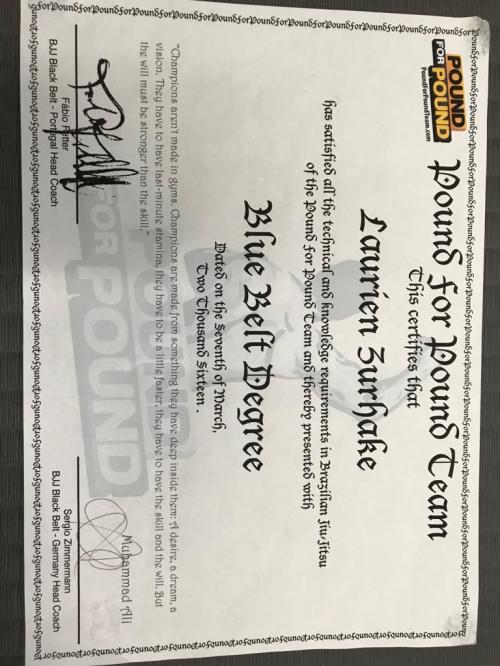 POUND
FOR
POUND
PoundForPoundTeam.com
Pound for Pound Team
This certifies that
Laurien Zurhake
has satisfied all the technical and knowledge requirements in Brazilian Jiu-Jitsu
of the Pound for Pound Team and thereby presented with
Blue Belt Degree
Dated on the Seventh of March,
Two Thousand Sixteen .
"Champions aren't made in gyms. Champions are made from something they have deep inside them: A desire, a dream, a
vision. They have to have last-minute stamina, they have to be a little faster, they have to have the skill and the will. But
the will must be stronger than the skill."
Muhammad Ali
Fábio
BJJ Black Belt - Portugal Head Coach
Sergio Zimmermann
BJJ Black Belt - Germany Head Coach